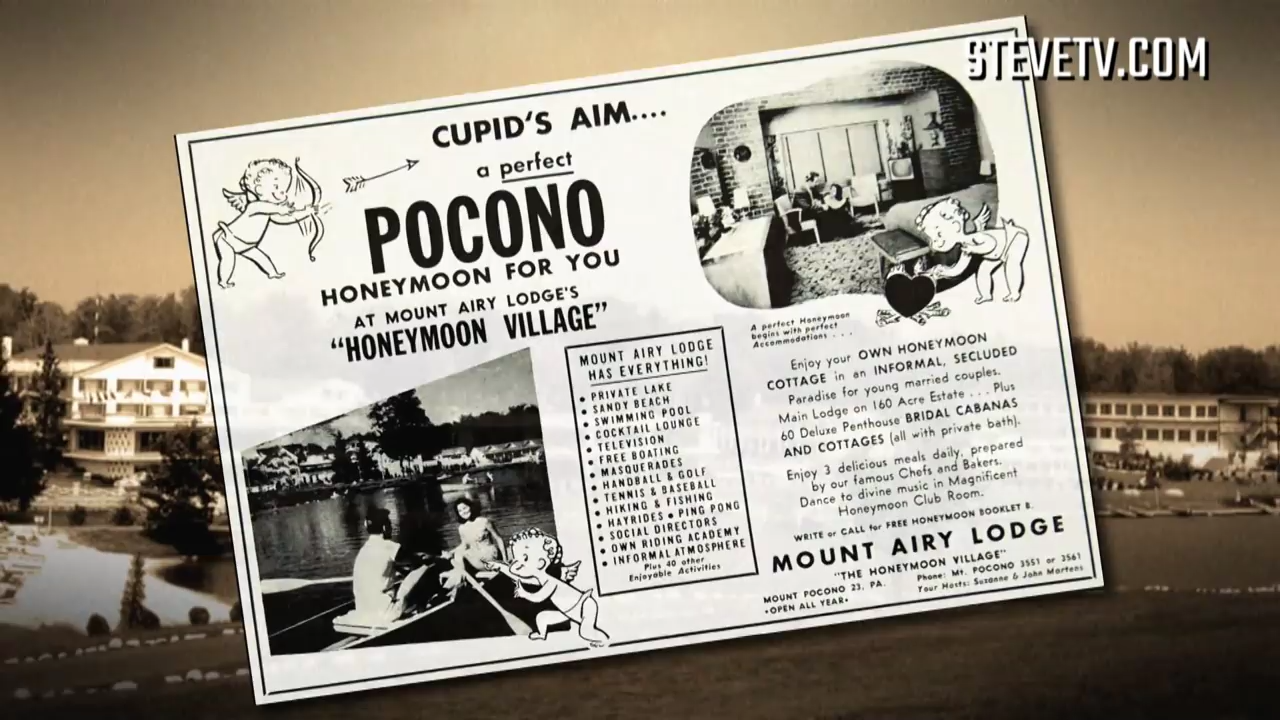 STEVETV.COM
CUPID'S AIM....
a perfect
POCONO
HONEYMOON FOR YOU
AT MOUNT AIRY LODGE'S
"HONEYMOON VILLAGE"
MOUNT AIRY LODGE
HAS EVERYTHING!
• PRIVATE LAKE
• SANDY BEACH
• SWIMMING POOL
• COCKTAIL LOUNGE
• TELEVISION
• FREE BOATING
• MASQUERADES
• HANDBALL & GOLF
• TENNIS & BASEBALL
• HIKING & FISHING
• HAYRIDES • PING PONG
• SOCIAL DIRECTORS
• OWN RIDING ACADEMY
• INFORMAL ATMOSPHERE
Plus 40 other
Enjoyable Activities
A perfect Honeymoon
begins with perfect
Accommodations . . .
Enjoy your OWN HONEYMOON
COTTAGE in an INFORMAL, SECLUDED
Paradise for young married couples.
Main Lodge on 160 Acre Estate . . . Plus
60 Deluxe Penthouse BRIDAL CABANAS
AND COTTAGES (all with private bath).
Enjoy 3 delicious meals daily, prepared
by our famous Chefs and Bakers.
Dance to divine music in Magnificent
Honeymoon Club Room.
WRITE or CALL for FREE HONEYMOON BOOKLET B.
MOUNT AIRY LODGE
"THE HONEYMOON VILLAGE"
MOUNT POCONO 23, PA.
Phone: Mt. POCONO 3551 or 3561
• OPEN ALL YEAR •
Your Hosts: Suzanne & John Martens